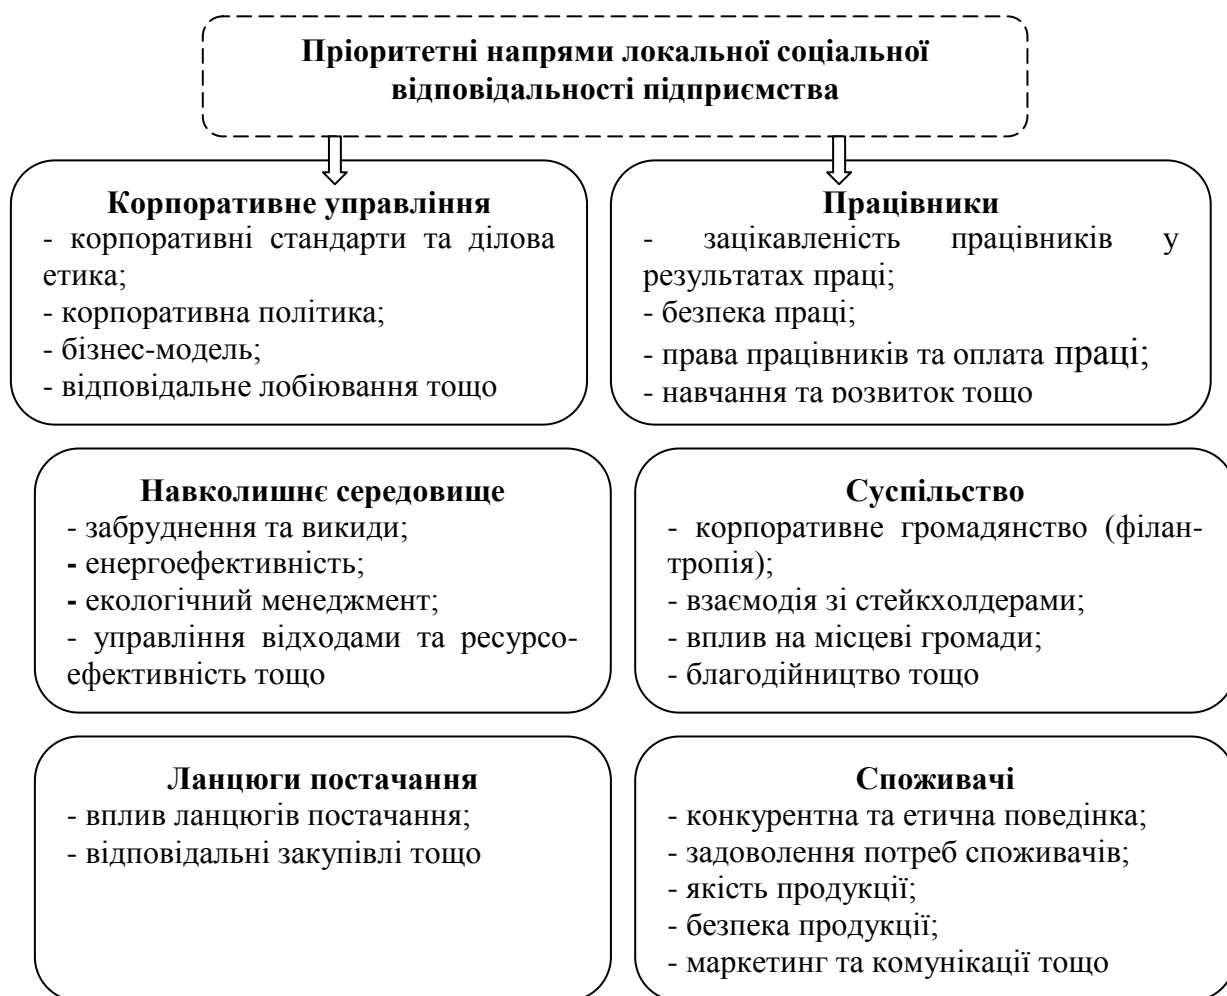 Пріоритетні напрями локальної соціальної
відповідальності підприємства
Корпоративне управління
- корпоративні стандарти та ділова
етика;
- корпоративна політика;
- бізнес-модель;
- відповідальне лобіювання тощо
Працівники
- зацікавленість працівників у
результатах праці;
- безпека праці;
- права працівників та оплата праці;
- навчання та розвиток тощо
Навколишнє середовище
- забруднення та викиди;
- енергоефективність;
- екологічний менеджмент;
- управління відходами та ресурсо-
ефективність тощо
Суспільство
- корпоративне громадянство (філан-
тропія);
- взаємодія зі стейкхолдерами;
- вплив на місцеві громади;
- благодійництво тощо
Ланцюги постачання
- вплив ланцюгів постачання;
- відповідальні закупівлі тощо
Споживачі
- конкурентна та етична поведінка;
- задоволення потреб споживачів;
- якість продукції;
- безпека продукції;
- маркетинг та комунікації тощо